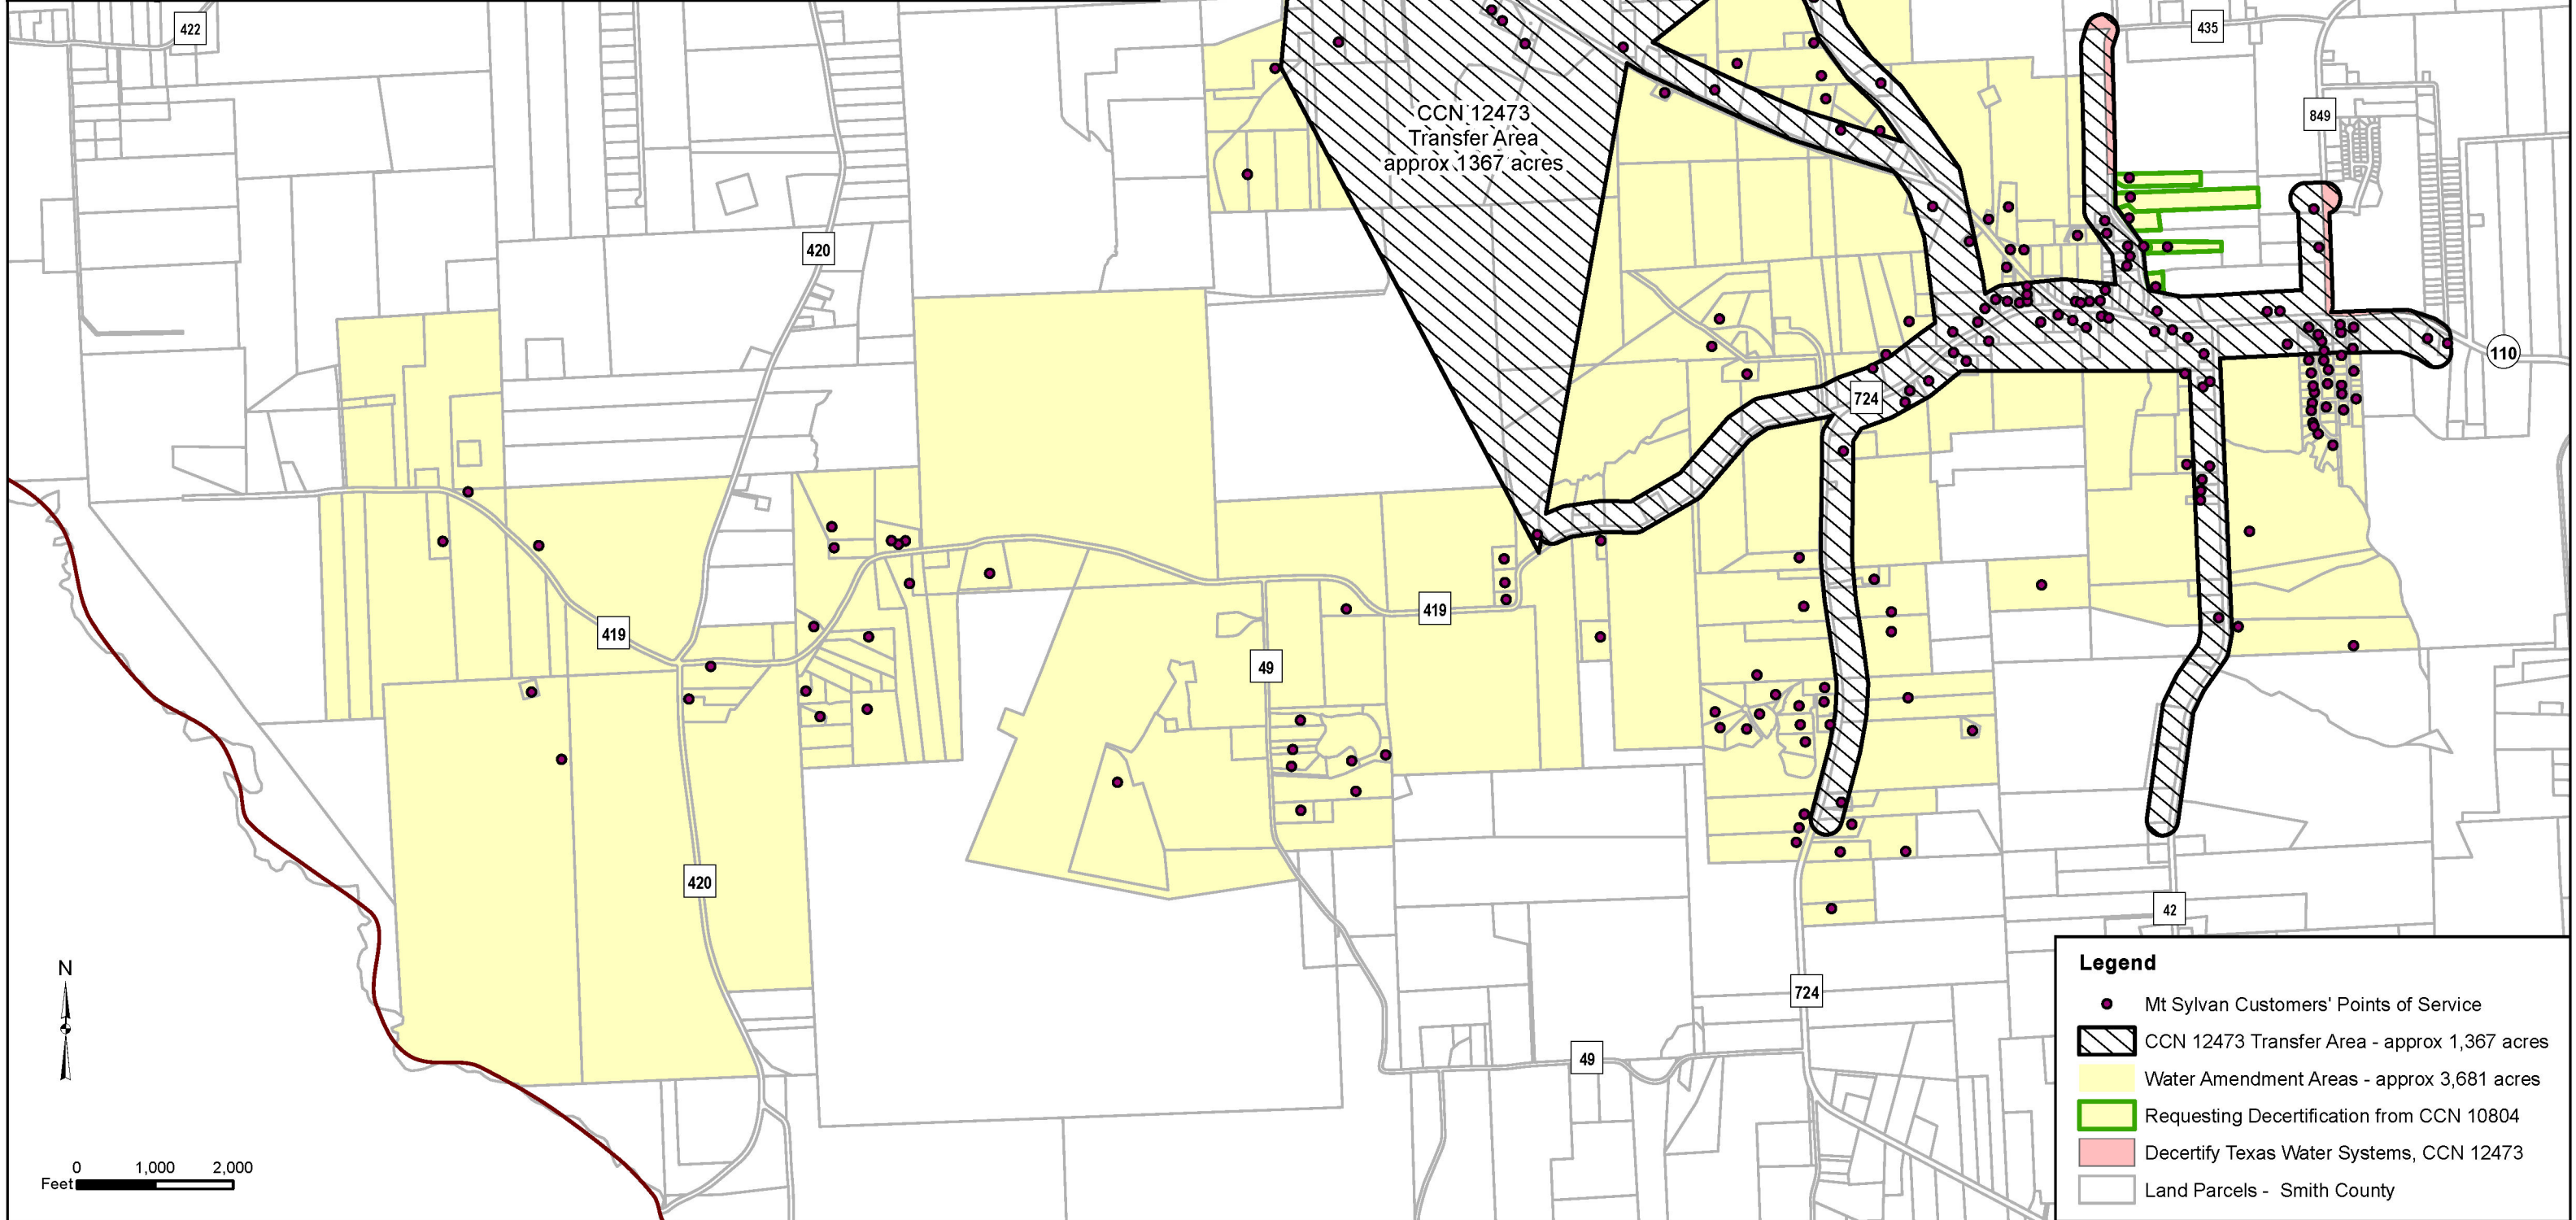 422
435
849
CCN 12473
Transfer Area
approx 1367 acres
420
110
724
419
419
49
420
42
724
49
N
0 1,000 2,000
Feet
Legend
Mt Sylvan Customers' Points of Service
CCN 12473 Transfer Area - approx 1,367 acres
Water Amendment Areas - approx 3,681 acres
Requesting Decertification from CCN 10804
Decertify Texas Water Systems, CCN 12473
Land Parcels - Smith County